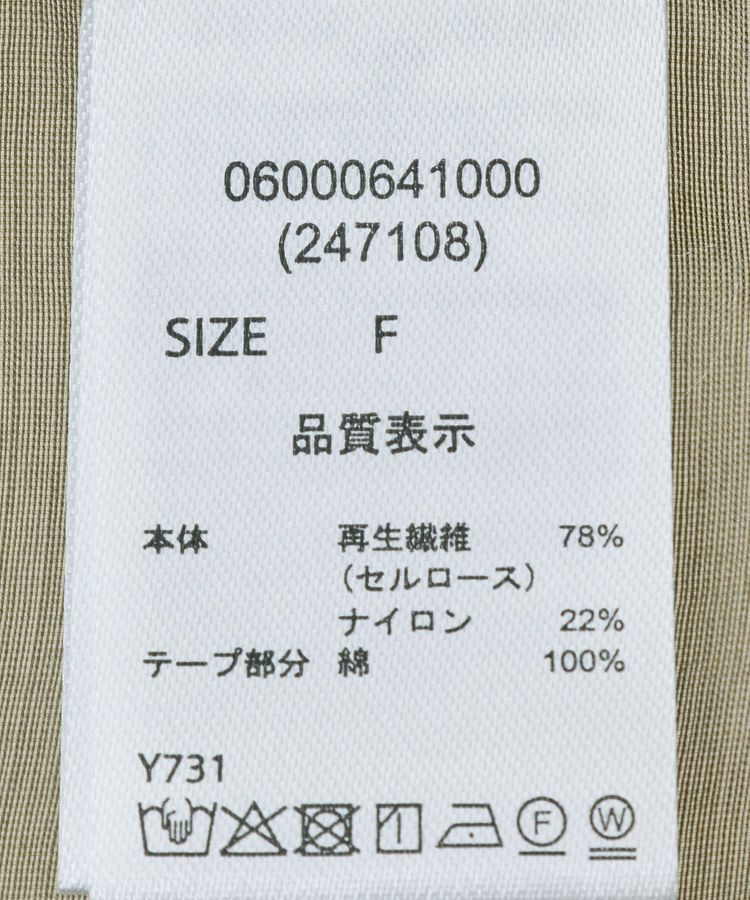 06000641000
(247108)
SIZE F
品質表示
本体 再生繊維 78%
(セルロース)
ナイロン 22%
テープ部分 綿 100%
Y731
F W